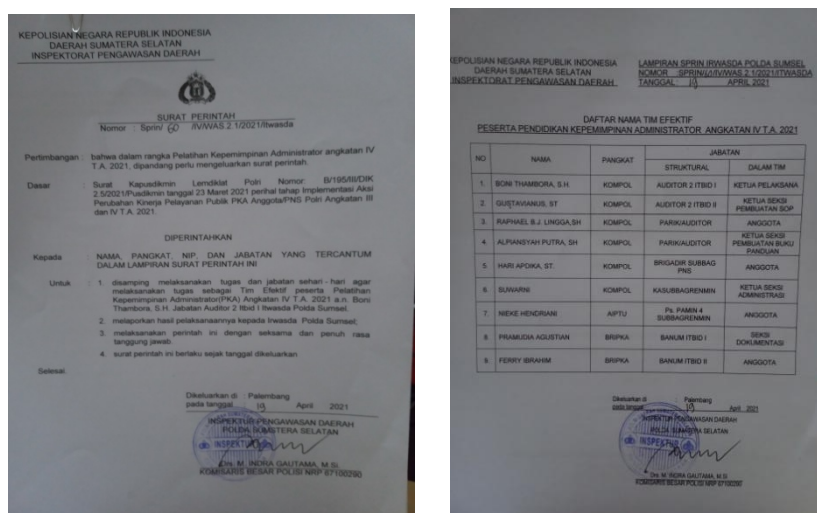 KEPOLISIAN NEGARA REPUBLIK INDONESIA
DAERAH SUMATERA SELATAN
INSPEKTORAT PENGAWASAN DAERAH
SURAT PERINTAH
Nomor : Sprin/ 60 /IV/WAS.2.1/2021/Itwasda
Pertimbangan : bahwa dalam rangka Pelatihan Kepemimpinan Administrator angkatan IV
T.A. 2021, dipandang perlu mengeluarkan surat perintah.
Dasar : Surat Kapusdikmin Lemdiklat Polri Nomor: B/195/III/DIK
2.5/2021/Pusdikmin tanggal 23 Maret 2021 perihal tahap Implementasi Aksi
Perubahan Kinerja Pelayanan Publik PKA Anggota/PNS Polri Angkatan III
dan IV T.A. 2021.
DIPERINTAHKAN
Kepada : NAMA, PANGKAT, NIP, DAN JABATAN YANG TERCANTUM
DALAM LAMPIRAN SURAT PERINTAH INI
Untuk : 1. disamping melaksanakan tugas dan jabatan sehari - hari agar
melaksanakan tugas sebagai Tim Efektif peserta Pelatihan
Kepemimpinan Administrator(PKA) Angkatan IV T.A. 2021 a.n. Boni
Thambora, S.H. Jabatan Auditor 2 Itbid I Itwasda Polda Sumsel.
2. melaporkan hasil pelaksanaannya kepada Irwasda Polda Sumsel;
3. melaksanakan perintah ini dengan seksama dan penuh rasa
tanggung jawab.
4. surat perintah ini berlaku sejak tanggal dikeluarkan
Selesai.
Dikeluarkan di : Palembang
pada tanggal 19 April 2021
INSPEKTUR PENGAWASAN DAERAH
POLDA SUMATERA SELATAN
INSPEKTUR
Drs. M. INDRA GAUTAMA, M.Si.
KOMISARIS BESAR POLISI NRP 67100290
KEPOLISIAN NEGARA REPUBLIK INDONESIA
DAERAH SUMATERA SELATAN
INSPEKTORAT PENGAWASAN DAERAH
LAMPIRAN SPRIN IRWASDA POLDA SUMSEL
NOMOR :SPRIN/ /IV/WAS.2.1/2021/ITWASDA
TANGGAL : 19 APRIL 2021
DAFTAR NAMA TIM EFEKTIF
PESERTA PENDIDIKAN KEPEMIMPINAN ADMINISTRATOR ANGKATAN IV T.A. 2021
NO NAMA PANGKAT JABATAN
STRUKTURAL DALAM TIM
1. BONI THAMBORA, S.H. KOMPOL AUDITOR 2 ITBID I KETUA PELAKSANA
2. GUSTAVIANUS, ST KOMPOL AUDITOR 2 ITBID II KETUA SEKSI PEMBUATAN SOP
3. RAPHAEL B.J. LINGGA,SH KOMPOL PARIK/AUDITOR ANGGOTA
4. ALPIANSYAH PUTRA, SH KOMPOL PARIK/AUDITOR KETUA SEKSI PEMBUATAN BUKU PANDUAN
5. HARI APDIKA, ST. KOMPOL BRIGADIR SUBBAG PNS ANGGOTA
6. SUWARNI KOMPOL KASUBBAGRENMIN KETUA SEKSI ADMINISTRASI
7. NIEKE HENDRIANI AIPTU Ps. PAMIN 4 SUBBAGRENMIN ANGGOTA
8. PRAMUDIA AGUSTIAN BRIPKA BANUM ITBID I SEKSI DOKUMENTASI
9. FERRY IBRAHIM BRIPKA BANUM ITBID II ANGGOTA
Dikeluarkan di : Palembang
pada tanggal : 19 April 2021
INSPEKTUR PENGAWASAN DAERAH
POLDA SUMATERA SELATAN
INSPEKTUR
Drs. M. INDRA GAUTAMA, M.Si.
KOMISARIS BESAR POLISI NRP 67100290